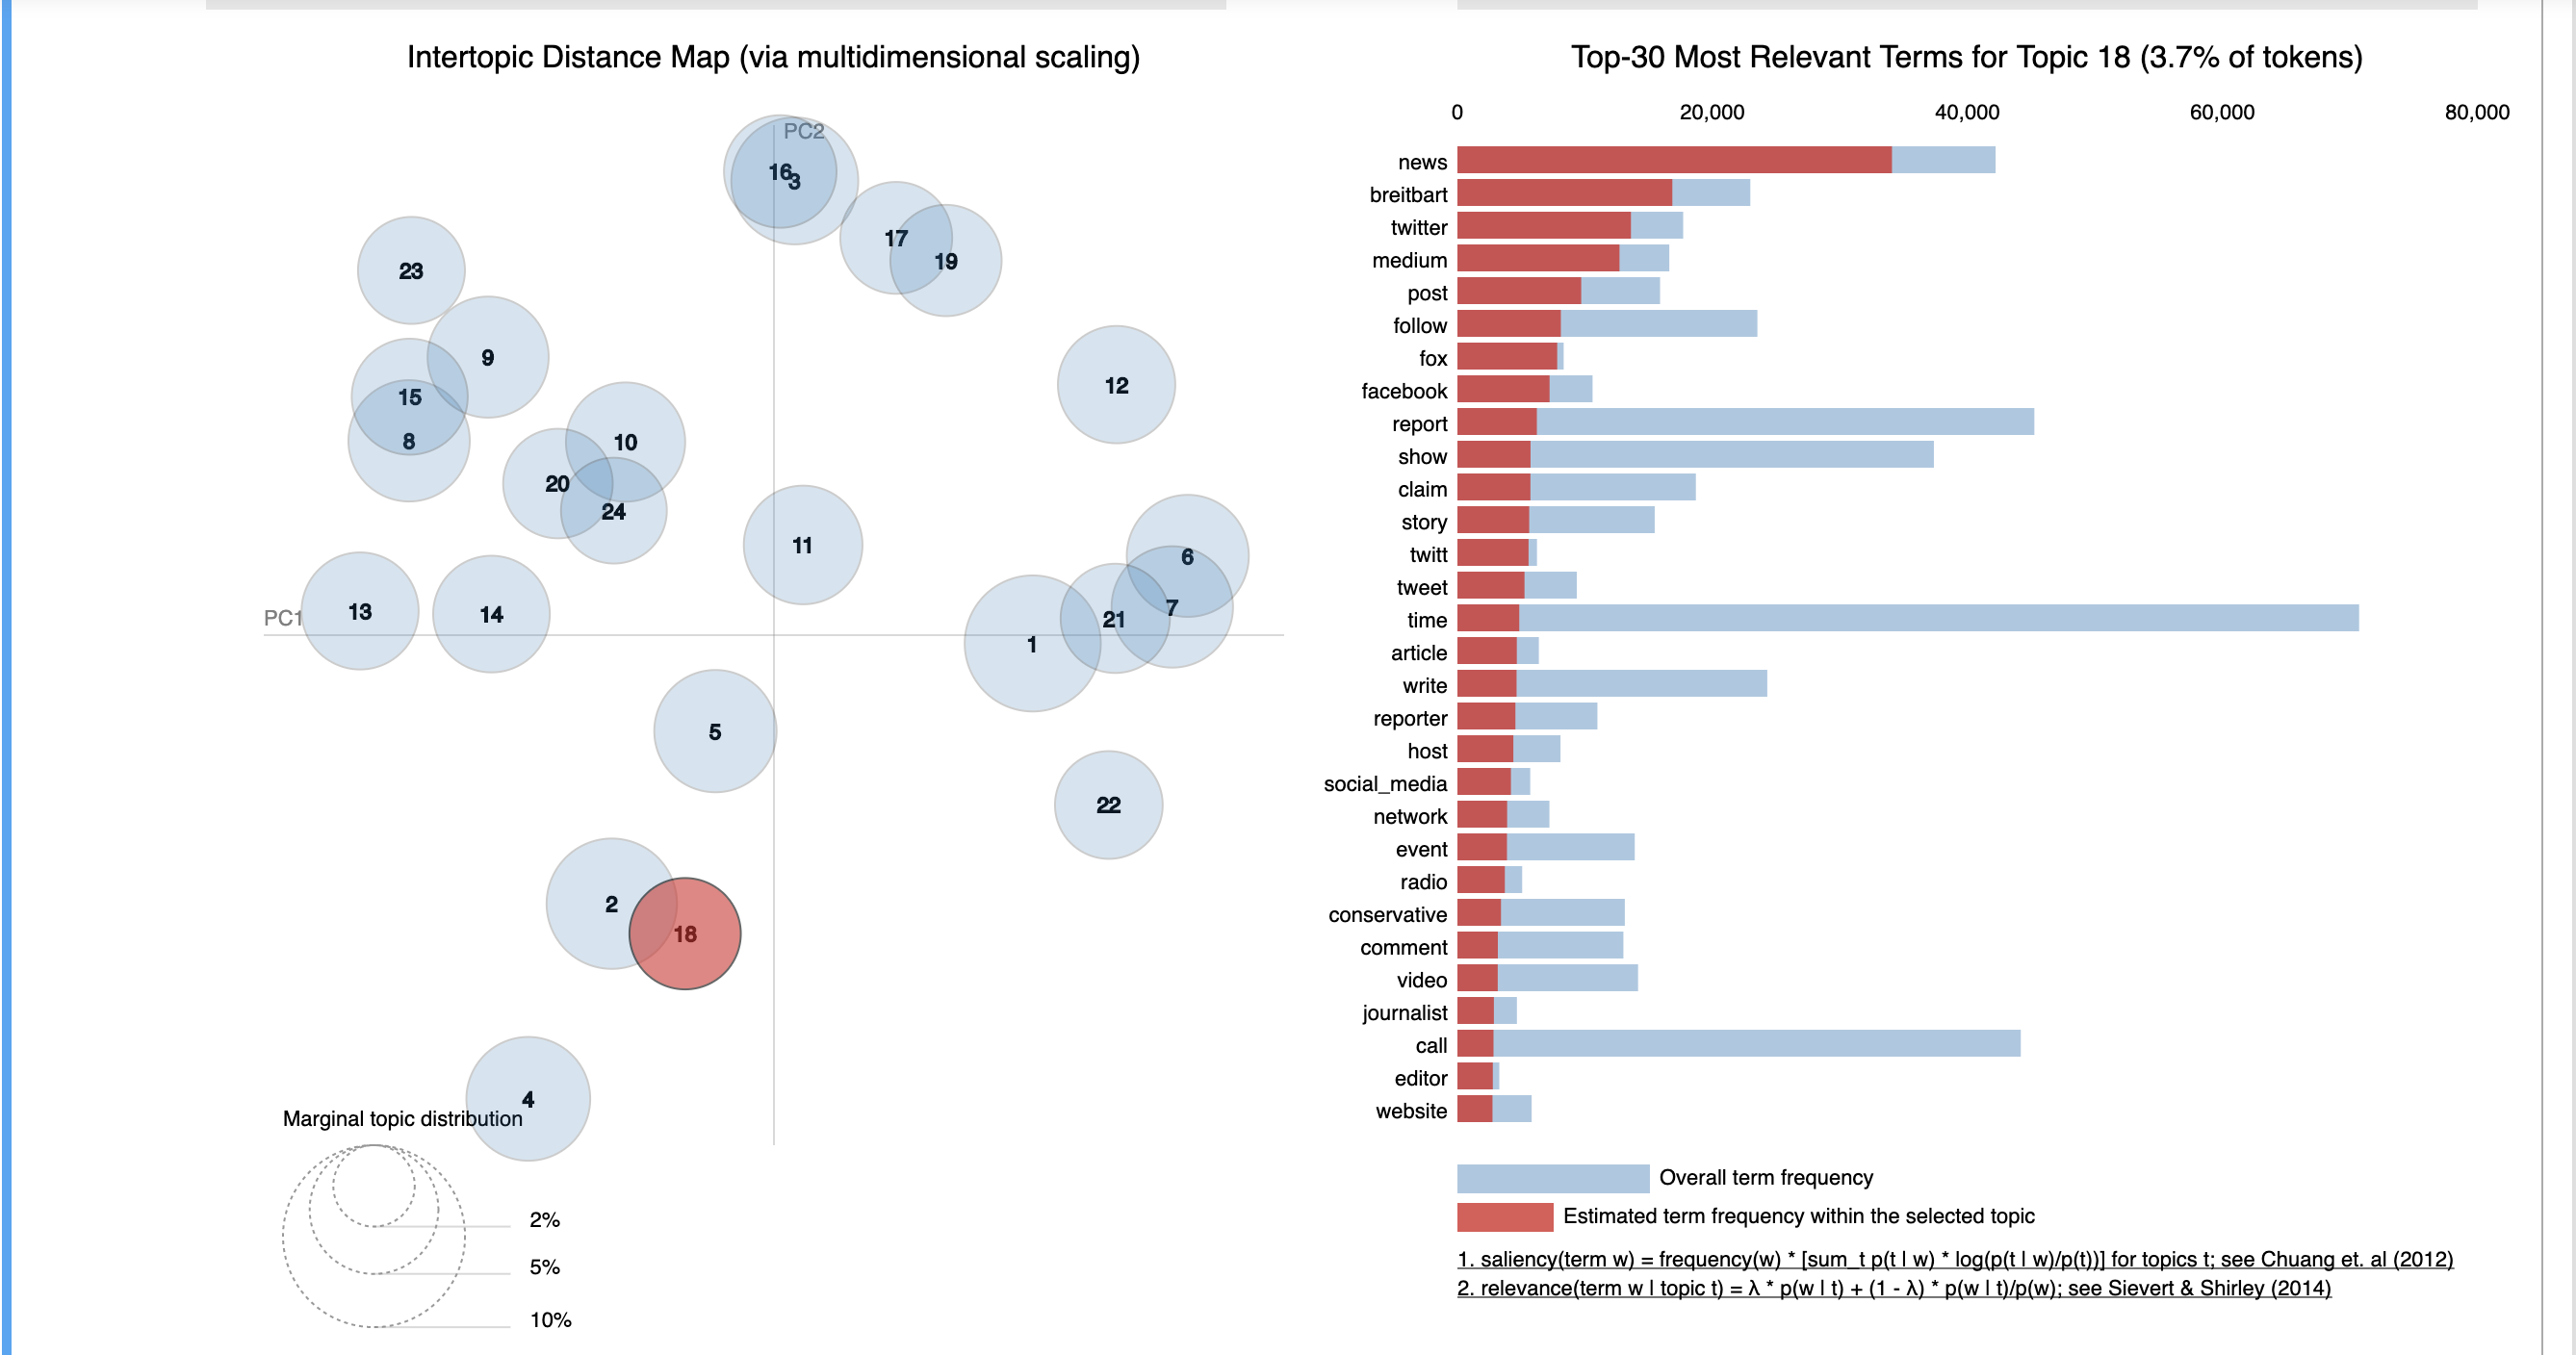 Intertopic Distance Map (via multidimensional scaling)
PC2
16
3
17
19
23
9
12
15
8
10
20
24
11
6
7
21
1
13
14
PC1
5
22
2
18
4
Marginal topic distribution
2%
5%
10%
Top-30 Most Relevant Terms for Topic 18 (3.7% of tokens)
0 20,000 40,000 60,000 80,000
news
breitbart
twitter
medium
post
follow
fox
facebook
report
show
claim
story
twitt
tweet
time
article
write
reporter
host
social_media
network
event
radio
conservative
comment
video
journalist
call
editor
website
Overall term frequency
Estimated term frequency within the selected topic
1. saliency(term w) = frequency(w) * [sum_t p(t | w) * log(p(t | w)/p(t))] for topics t; see Chuang et. al (2012)
2. relevance(term w | topic t) = λ * p(w | t) + (1 - λ) * p(w | t)/p(w); see Sievert & Shirley (2014)